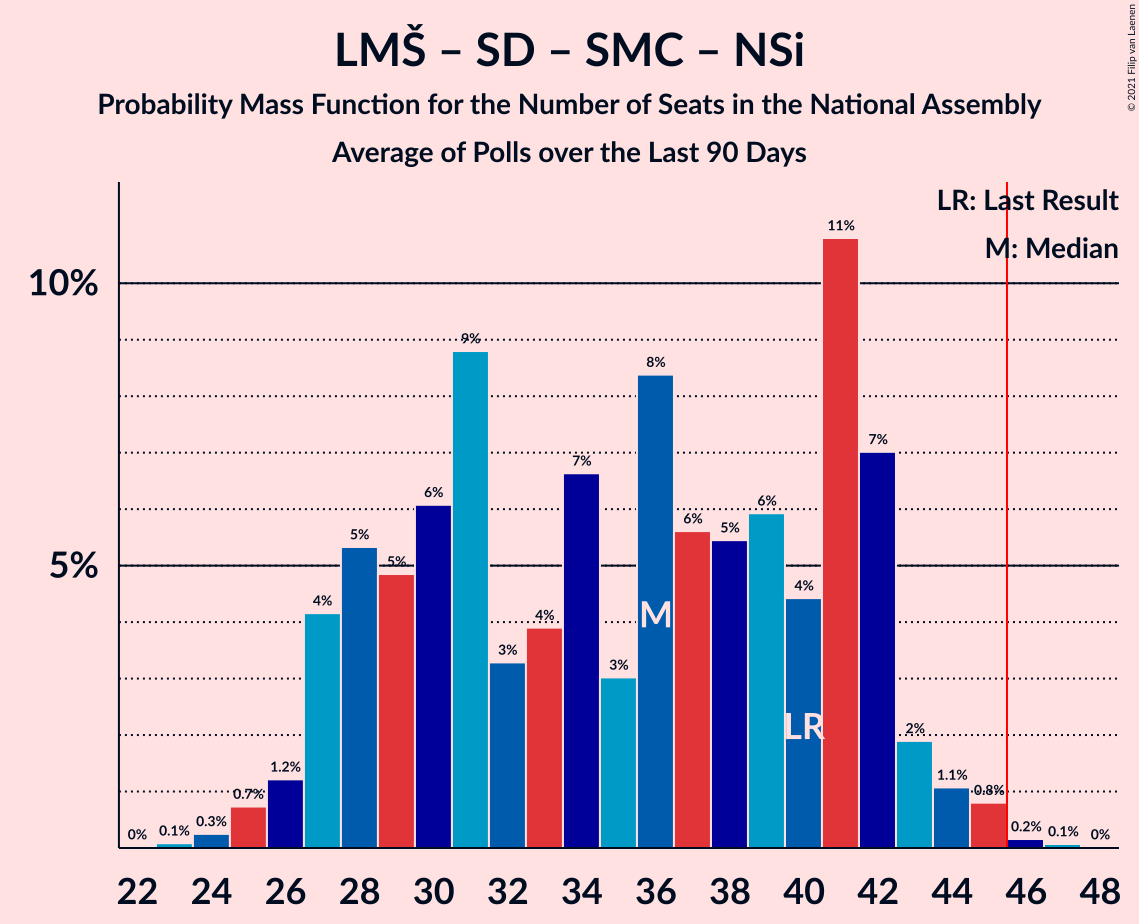 LMŠ – SD – SMC – NSi
Probability Mass Function for the Number of Seats in the National Assembly
Average of Polls over the Last 90 Days
© 2021 Filip van Laenen
LR: Last Result
M: Median
10%
5%
0% 0.1% 0.3% 0.7% 1.2% 4% 5% 5% 6% 9% 3% 4% 7% 3% 8% 6% 5% 6% 4% 11% 7% 2% 1.1% 0.8% 0.2% 0.1% 0%
M
LR
22 24 26 28 30 32 34 36 38 40 42 44 46 48